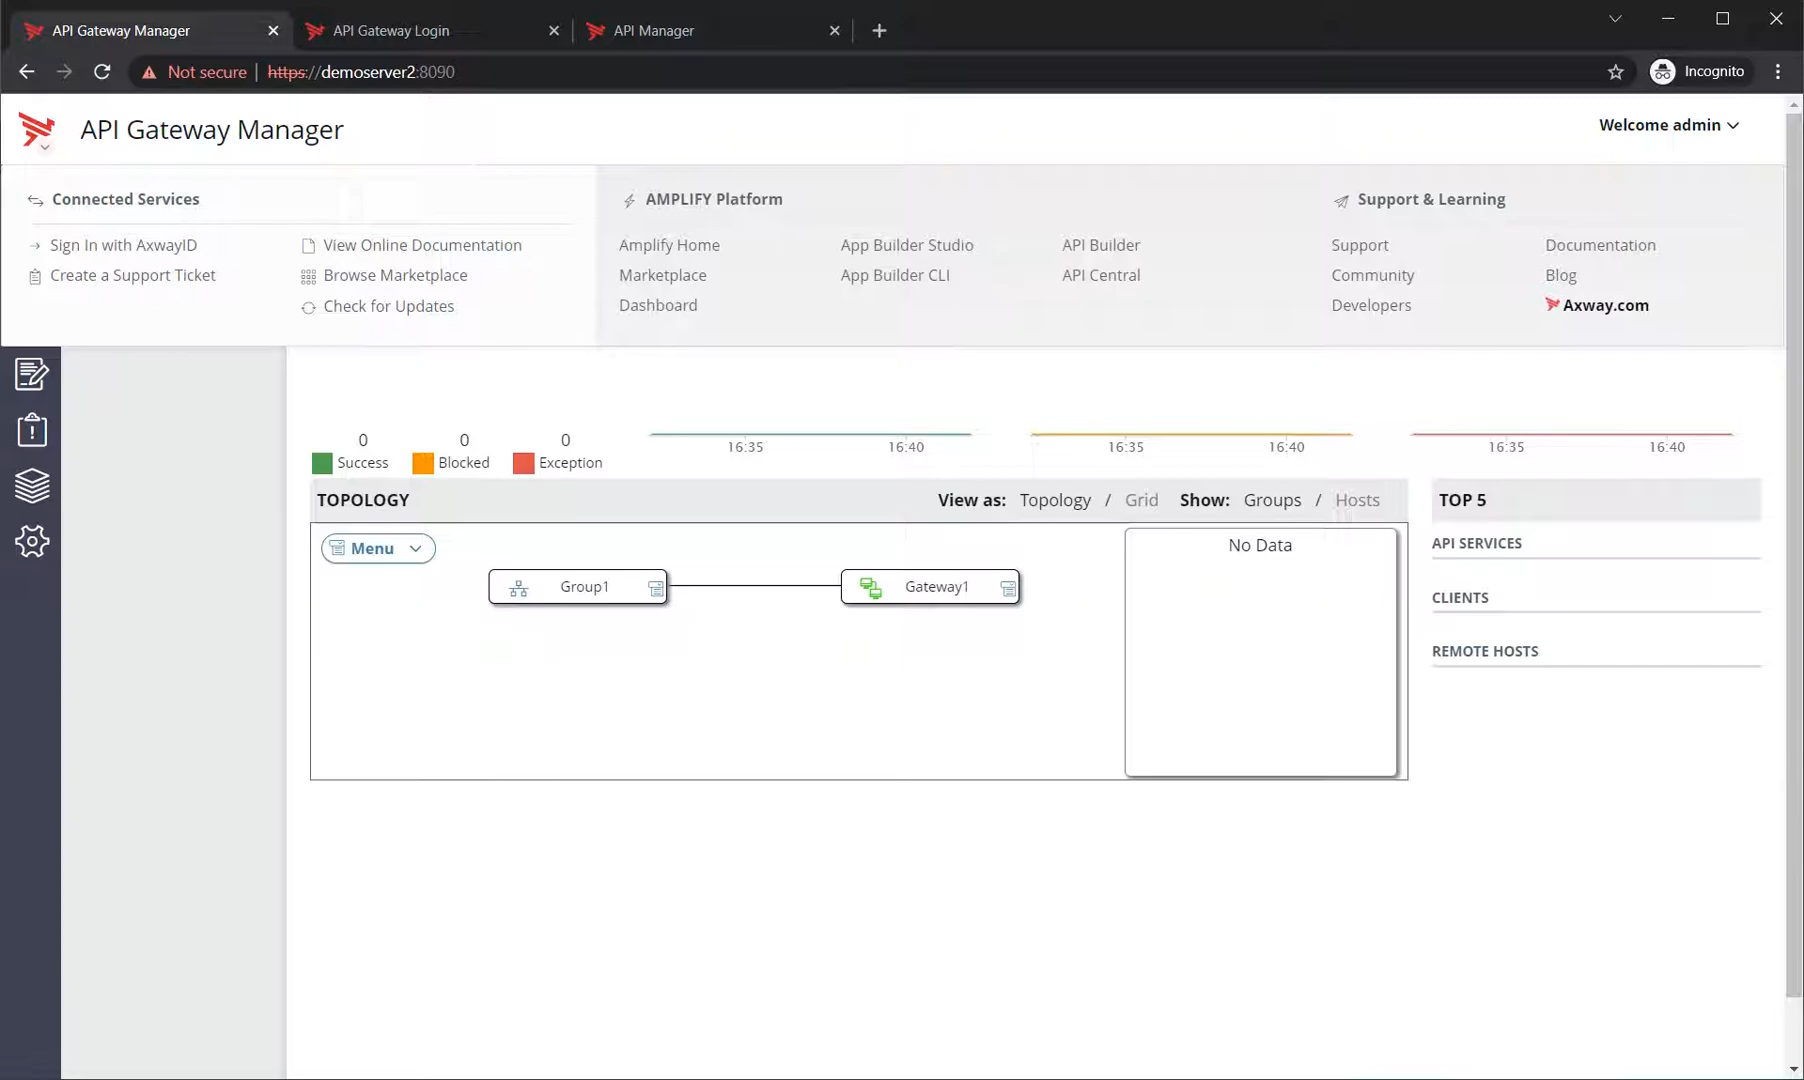 API Gateway Manager
API Gateway Login
API Manager
Not secure
https://demoserver2:8090
Incognito
API Gateway Manager
Welcome admin
Connected Services
Sign In with AxwayID
Create a Support Ticket
View Online Documentation
Browse Marketplace
Check for Updates
AMPLIFY Platform
Amplify Home
Marketplace
Dashboard
App Builder Studio
App Builder CLI
API Builder
API Central
Support & Learning
Support
Community
Developers
Documentation
Blog
Axway.com
0
Success
0
Blocked
0
Exception
16:35 16:40
16:35 16:40
16:35 16:40
TOPOLOGY
View as: Topology / Grid Show: Groups / Hosts
Menu
Group1
Gateway1
No Data
TOP 5
API SERVICES
CLIENTS
REMOTE HOSTS